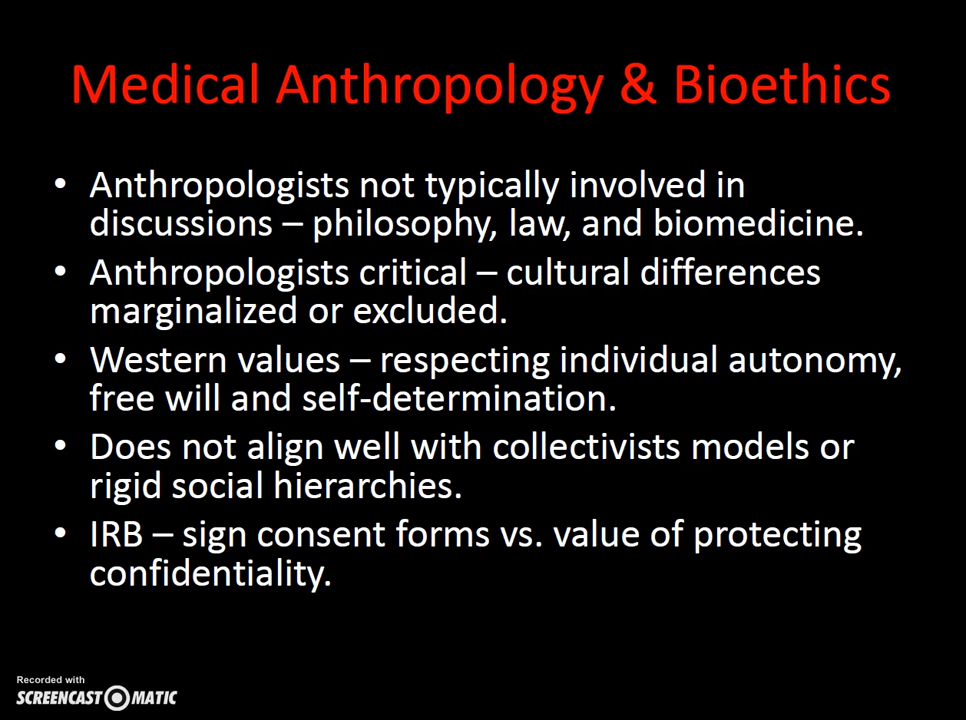 Medical Anthropology & Bioethics
• Anthropologists not typically involved in
discussions – philosophy, law, and biomedicine.
• Anthropologists critical – cultural differences
marginalized or excluded.
• Western values – respecting individual autonomy,
free will and self-determination.
• Does not align well with collectivists models or
rigid social hierarchies.
• IRB – sign consent forms vs. value of protecting
confidentiality.
Recorded with
SCREENCAST MATIC